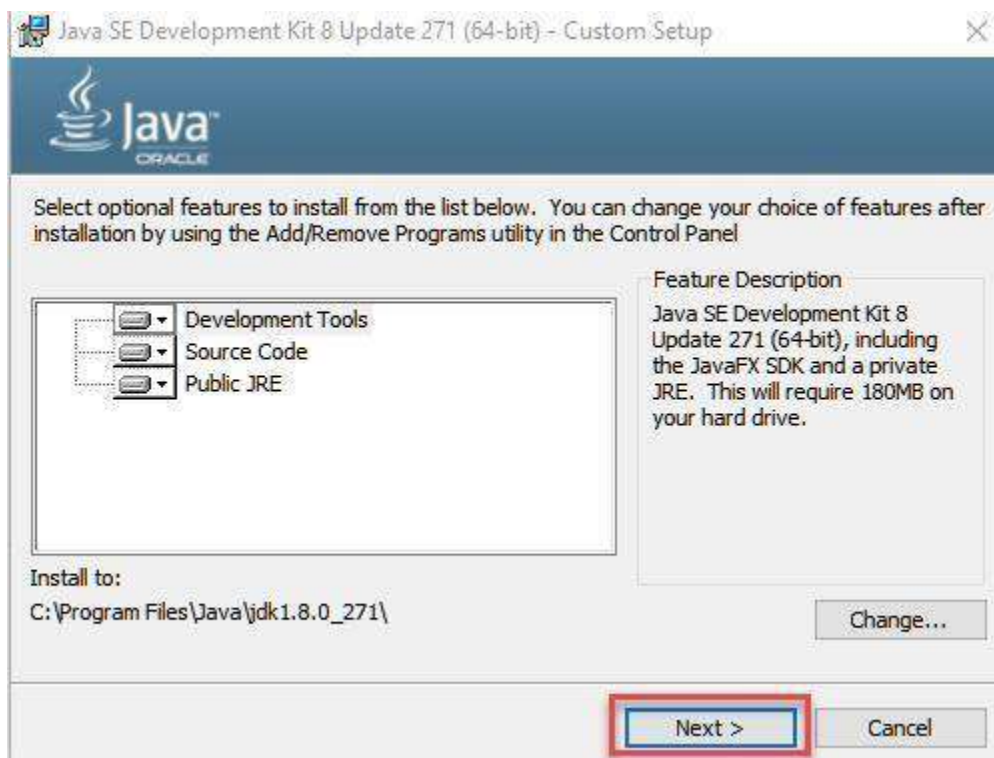 Java SE Development Kit 8 Update 271 (64-bit) - Custom Setup
Java™
ORACLE
Select optional features to install from the list below. You can change your choice of features after
installation by using the Add/Remove Programs utility in the Control Panel
Development Tools
Source Code
Public JRE
Feature Description
Java SE Development Kit 8
Update 271 (64-bit), including
the JavaFX SDK and a private
JRE. This will require 180MB on
your hard drive.
Install to:
C:\Program Files\Java\jdk1.8.0_271\
Change...
Next >
Cancel